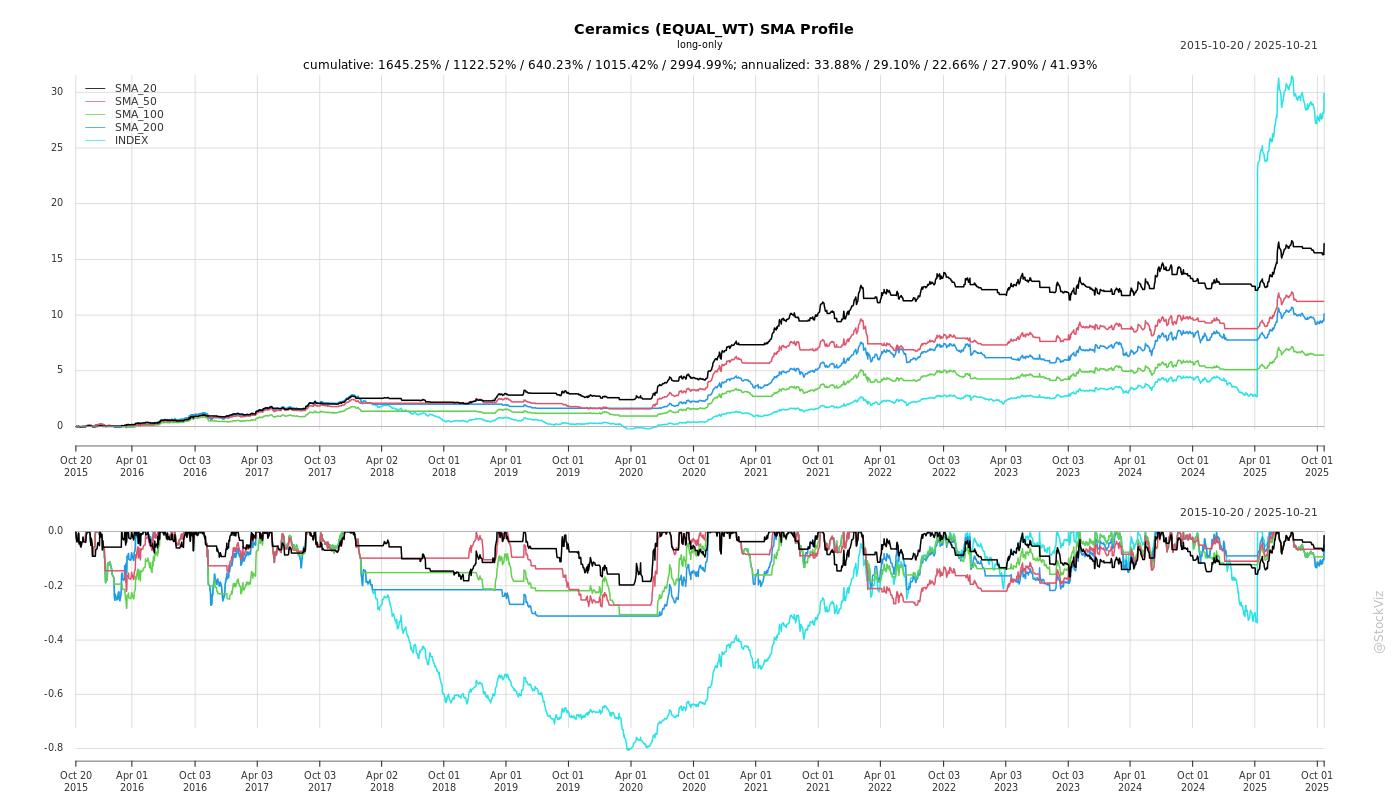 Ceramics (EQUAL_WT) SMA Profile
long-only
2015-10-20 / 2025-10-21
cumulative: 1645.25% / 1122.52% / 640.23% / 1015.42% / 2994.99%; annualized: 33.88% / 29.10% / 22.66% / 27.90% / 41.93%
SMA_20
SMA_50
SMA_100
SMA_200
INDEX
30
25
20
15
10
5
0
Oct 20 Apr 01 Oct 03 Apr 03 Oct 03 Apr 02 Oct 01 Apr 01 Oct 01 Apr 01 Oct 01 Apr 01 Oct 01 Apr 01 Oct 03 Apr 03 Oct 03 Apr 01 Oct 01 Apr 01 Oct 01
2015 2016 2016 2017 2017 2018 2018 2019 2019 2020 2020 2021 2021 2022 2022 2023 2023 2024 2024 2025 2025
2015-10-20 / 2025-10-21
0.0
-0.2
-0.4
-0.6
-0.8
Oct 20 Apr 01 Oct 03 Apr 03 Oct 03 Apr 02 Oct 01 Apr 01 Oct 01 Apr 01 Oct 01 Apr 01 Oct 01 Apr 01 Oct 03 Apr 03 Oct 03 Apr 01 Oct 01 Apr 01 Oct 01
2015 2016 2016 2017 2017 2018 2018 2019 2019 2020 2020 2021 2021 2022 2022 2023 2023 2024 2024 2025 2025
@StockViz